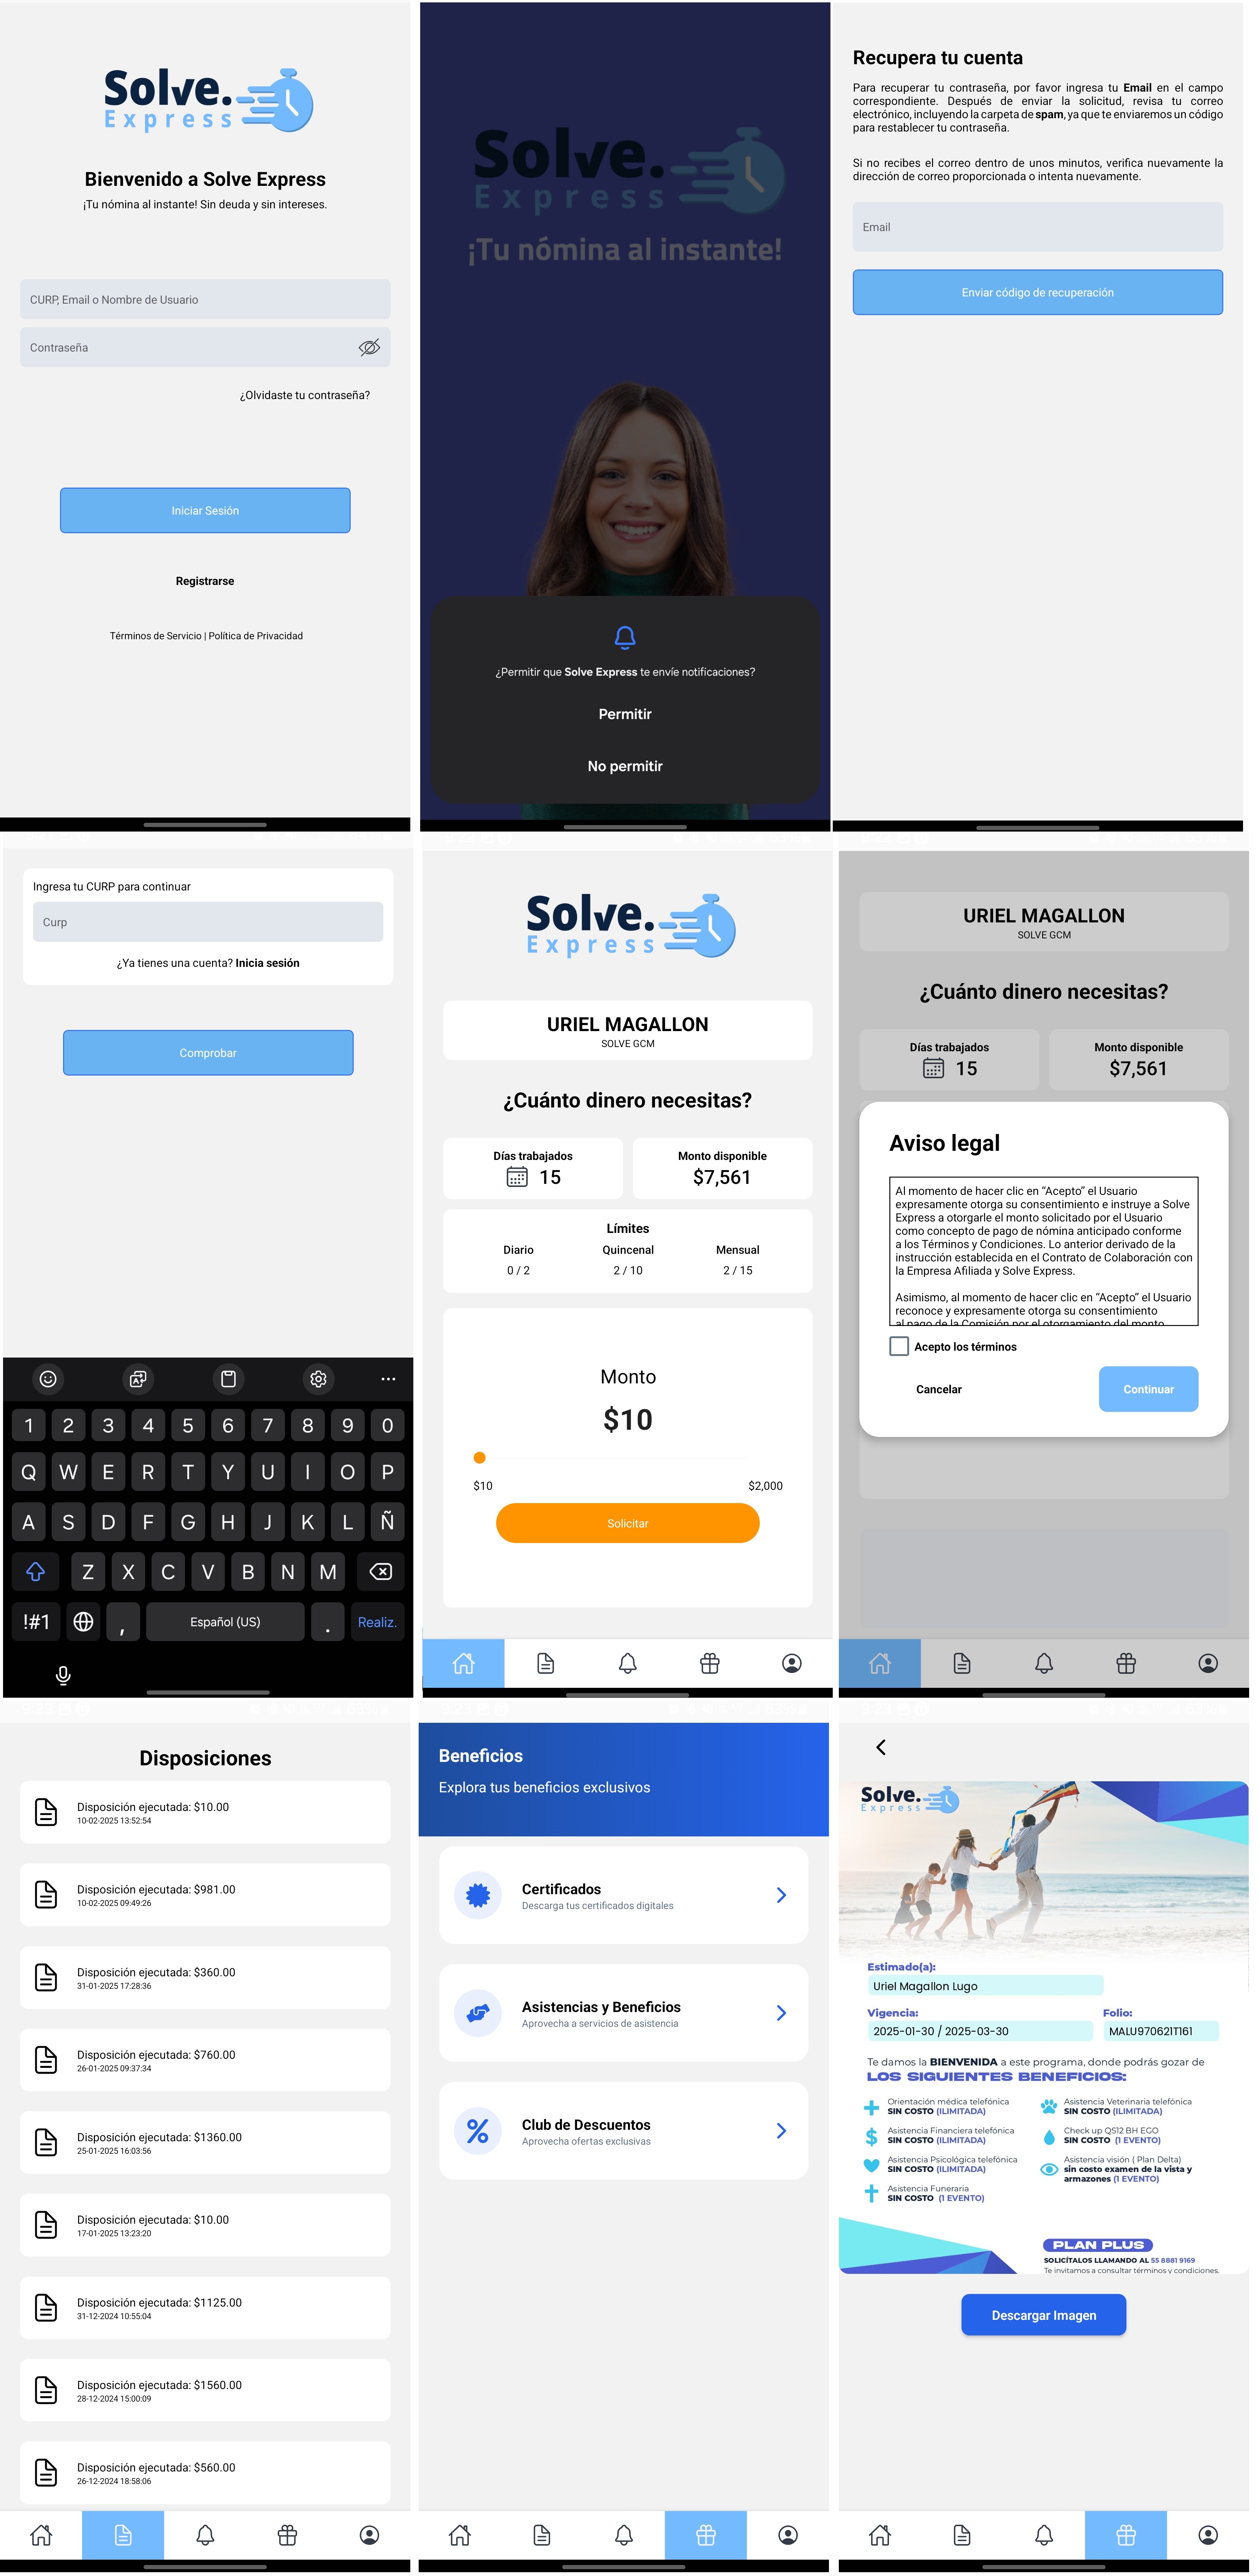 Solve.
Express
Bienvenido a Solve Express
¡Tu nómina al instante! Sin deuda y sin intereses.
CURP, Email o Nombre de Usuario
Contraseña
¿Olvidaste tu contraseña?
Iniciar Sesión
Registrarse
Términos de Servicio | Política de Privacidad
Solve.
Express
¡Tu nómina al instante!
¿Permitir que Solve Express te envíe notificaciones?
Permitir
No permitir
Recupera tu cuenta
Para recuperar tu contraseña, por favor ingresa tu Email en el campo
correspondiente. Después de enviar la solicitud, revisa tu correo
electrónico, incluyendo la carpeta de spam, ya que te enviaremos un código
para restablecer tu contraseña.
Si no recibes el correo dentro de unos minutos, verifica nuevamente la
dirección de correo proporcionada o intenta nuevamente.
Email
Enviar código de recuperación
Ingresa tu CURP para continuar
Curp
¿Ya tienes una cuenta? Inicia sesión
Comprobar
1 2 3 4 5 6 7 8 9 0
Q W E R T Y U I O P
A S D F G H J K L Ñ
Z X C V B N M
!#1 , Español (US) . Realiz.
Solve.
Express
URIEL MAGALLON
SOLVE GCM
¿Cuánto dinero necesitas?
Días trabajados
15
Monto disponible
$7,561
Límites
Diario Quincenal Mensual
0 / 2 2 / 10 2 / 15
Monto
$10
$10 $2,000
Solicitar
URIEL MAGALLON
SOLVE GCM
¿Cuánto dinero necesitas?
Días trabajados
15
Monto disponible
$7,561
Aviso legal
Al momento de hacer clic en “Acepto” el Usuario
expresamente otorga su consentimiento e instruye a Solve
Express a otorgarle el monto solicitado por el Usuario
como concepto de pago de nómina anticipado conforme
a los Términos y Condiciones. Lo anterior derivado de la
instrucción establecida en el Contrato de Colaboración con
la Empresa Afiliada y Solve Express.
Asimismo, al momento de hacer clic en “Acepto” el Usuario
reconoce y expresamente otorga su consentimiento
al pago de la Comisión por el otorgamiento del monto
Acepto los términos
Cancelar
Continuar
Disposiciones
Disposición ejecutada: $10.00
10-02-2025 13:52:54
Disposición ejecutada: $981.00
10-02-2025 09:49:26
Disposición ejecutada: $360.00
31-01-2025 17:28:36
Disposición ejecutada: $760.00
26-01-2025 09:37:34
Disposición ejecutada: $1360.00
25-01-2025 16:03:56
Disposición ejecutada: $10.00
17-01-2025 13:23:20
Disposición ejecutada: $1125.00
31-12-2024 10:55:04
Disposición ejecutada: $1560.00
28-12-2024 15:00:09
Disposición ejecutada: $560.00
26-12-2024 18:58:06
Beneficios
Explora tus beneficios exclusivos
Certificados
Descarga tus certificados digitales
Asistencias y Beneficios
Aprovecha a servicios de asistencia
Club de Descuentos
Aprovecha ofertas exclusivas
Solve.
Express
Estimado(a):
Uriel Magallon Lugo
Vigencia:
2025-01-30 / 2025-03-30
Folio:
MALU970621T161
Te damos la BIENVENIDA a este programa, donde podrás gozar de
LOS SIGUIENTES BENEFICIOS:
Orientación médica telefónica
SIN COSTO (ILIMITADA)
Asistencia Financiera telefónica
SIN COSTO (ILIMITADA)
Asistencia Psicológica telefónica
SIN COSTO (ILIMITADA)
Asistencia Funeraria
SIN COSTO (1 EVENTO)
Asistencia Veterinaria telefónica
SIN COSTO (ILIMITADA)
Check up QS12 BH EGO
SIN COSTO (1 EVENTO)
Asistencia visión ( Plan Delta)
sin costo examen de la vista y
armazones (1 EVENTO)
PLAN PLUS
SOLICÍTALOS LLAMANDO AL 55 8881 9169
Te invitamos a consultar términos y condiciones.
Descargar Imagen